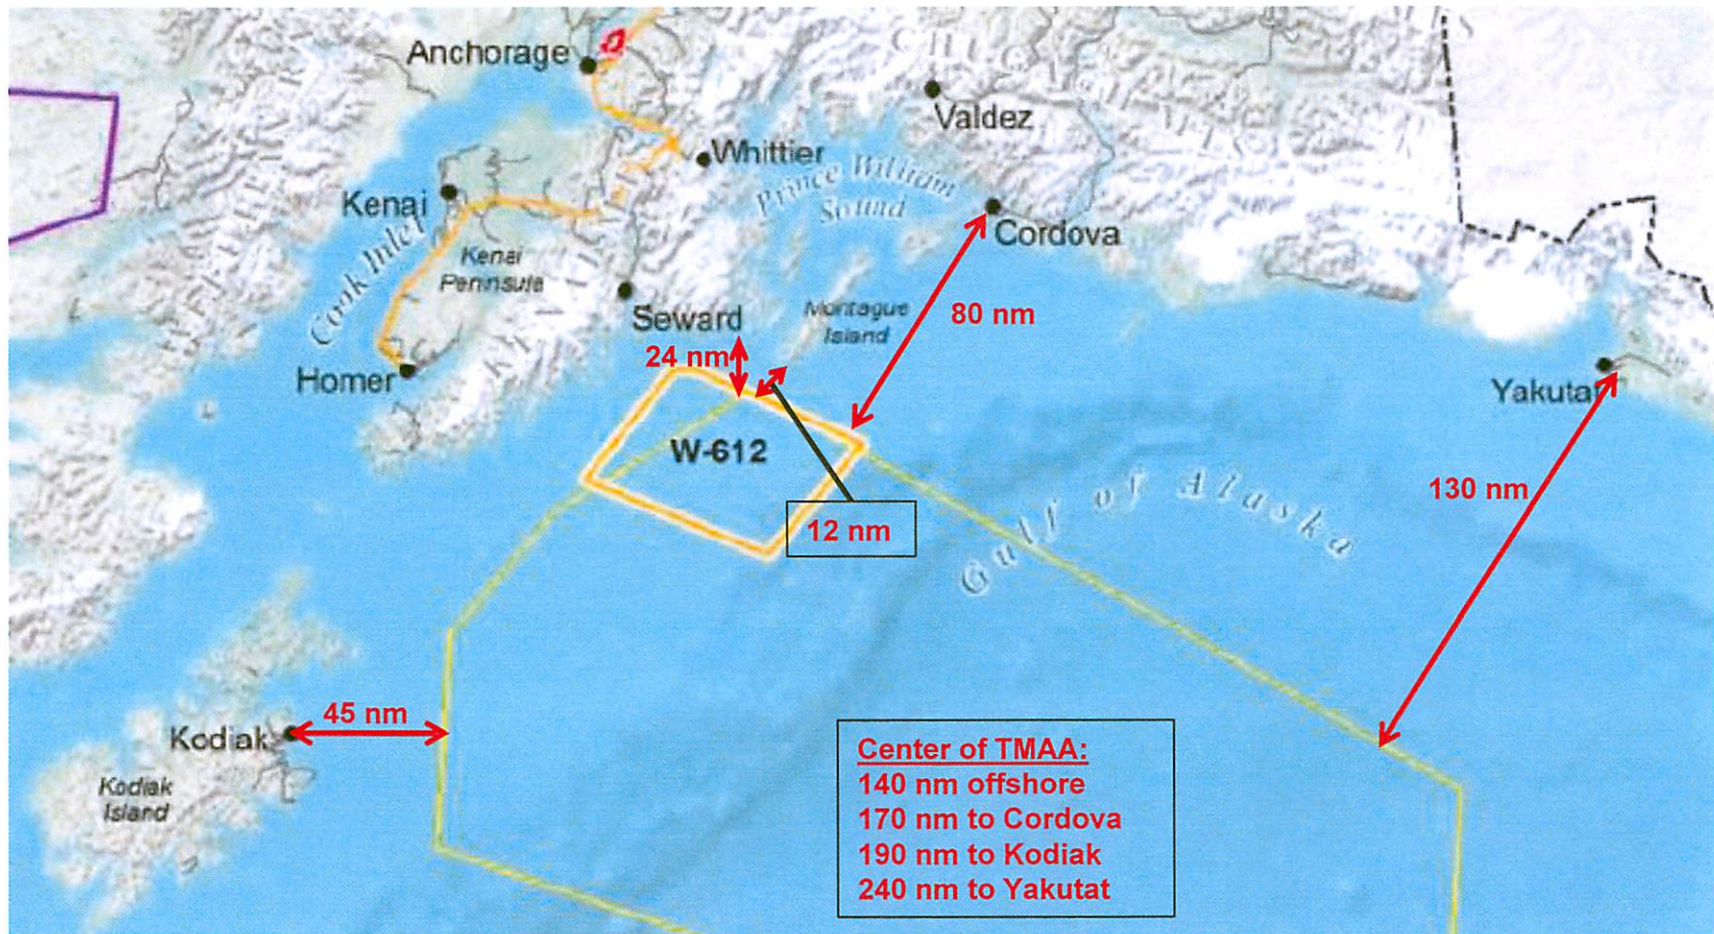 Anchorage
Valdez
Whittier
Prince William
Sound
Kenai
Cook Inlet
Kenai
Peninsula
Cordova
Seward
Montague
Island
80 nm
24 nm
Homer
Yakutat
W-612
130 nm
Gulf of Alaska
12 nm
45 nm
Kodiak
Kodiak
Island
Center of TMAA:
140 nm offshore
170 nm to Cordova
190 nm to Kodiak
240 nm to Yakutat